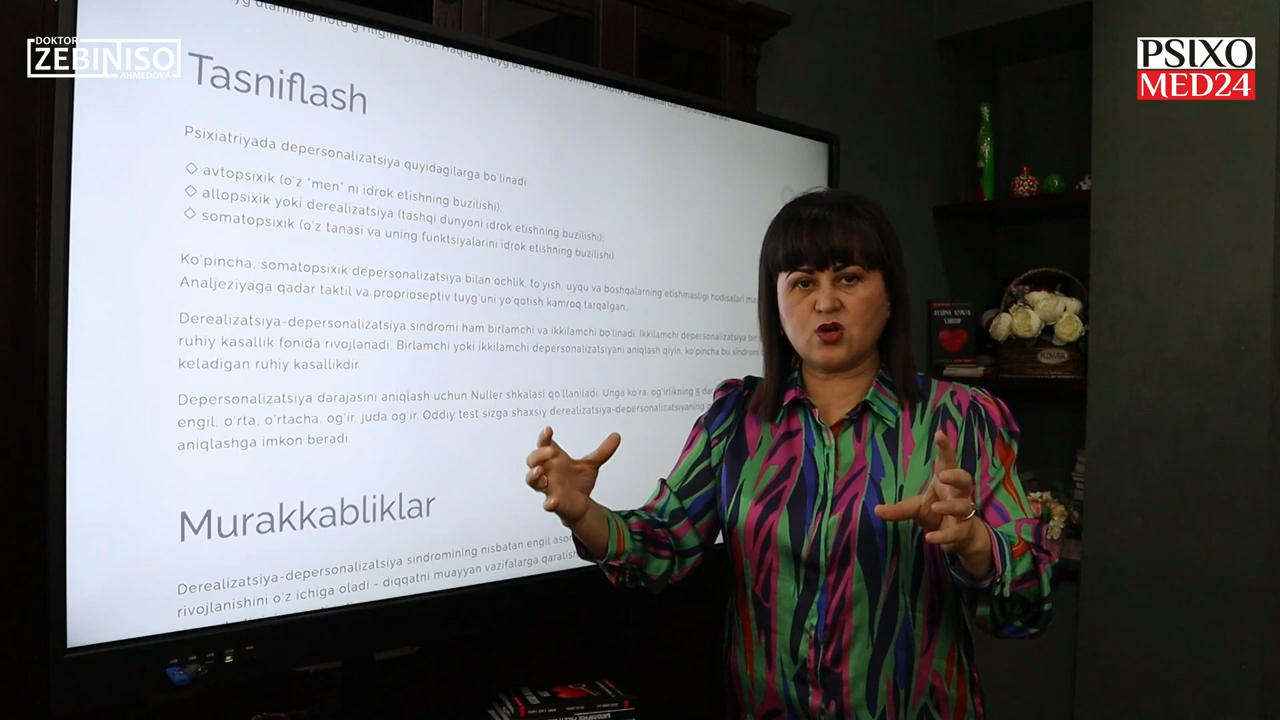 DOKTOR
ZEBINISO
AHMEDOVA
PSIXO
MED24
Tasniflash
Psixiatriyada depersonalizatsiya quyidagilarga bo'linadi
◇ avtopsixik (o'z "men" ni idrok etishning buzilishi);
◇ allopsixik yoki derealizatsiya (tashqi dunyoni idrok etishning buzilishi);
◇ somatopsixik (o'z tanasi va uning funktsiyalarini idrok etishning buzilishi).
Ko'pincha, somatopsixik depersonalizatsiya bilan ochlik, to'yish, uyqu va boshqalarning etishmasligi hodisalari
Analjeziyaga qadar taktil va proprioseptiv tuyg'uni yo'qotish kamroq tarqalgan.
Derealizatsiya-depersonalizatsiya sindromi ham birlamchi va ikkilamchi bo'linadi. Ikkilamchi depersonalizatsiya bir
ruhiy kasallik fonida rivojlanadi. Birlamchi yoki ikkilamchi depersonalizatsiyani aniqlash qiyin, ko'pincha bu sindrom
keladigan ruhiy kasallikdir.
Depersonalizatsiya darajasini aniqlash uchun Nuller shkalasi qo'llaniladi. Unga ko'ra, og'irlikning 5
engil, o'rta, o'rtacha, og'ir, juda og'ir. Oddiy test sizga shaxsiy derealizatsiya-depersonalizatsiyaning
aniqlashga imkon beradi.
Murakkabliklar
Derealizatsiya-depersonalizatsiya sindromining nisbatan engil
rivojlanishini o'z ichiga oladi - diqqatni muayyan vazifalarga
FLOWER